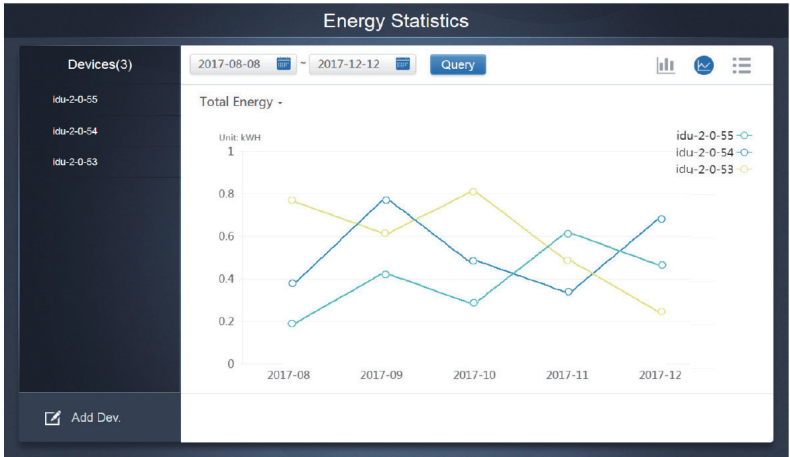 Energy Statistics
Devices(3)
idu-2-0-55
idu-2-0-54
idu-2-0-53
Add Dev.
2017-08-08 ~ 2017-12-12 Query
Total Energy
Unit: kWH
idu-2-0-55
idu-2-0-54
idu-2-0-53
1
0.8
0.6
0.4
0.2
0
2017-08 2017-09 2017-10 2017-11 2017-12